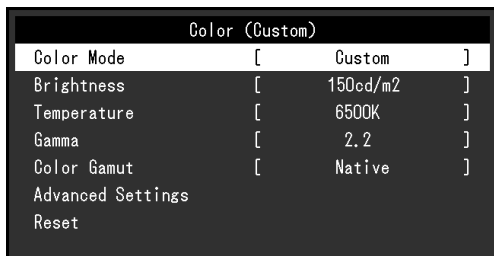 Color (Custom)
Color Mode [ Custom ]
Brightness [ 150cd/m2 ]
Temperature [ 6500K ]
Gamma [ 2.2 ]
Color Gamut [ Native ]
Advanced Settings
Reset